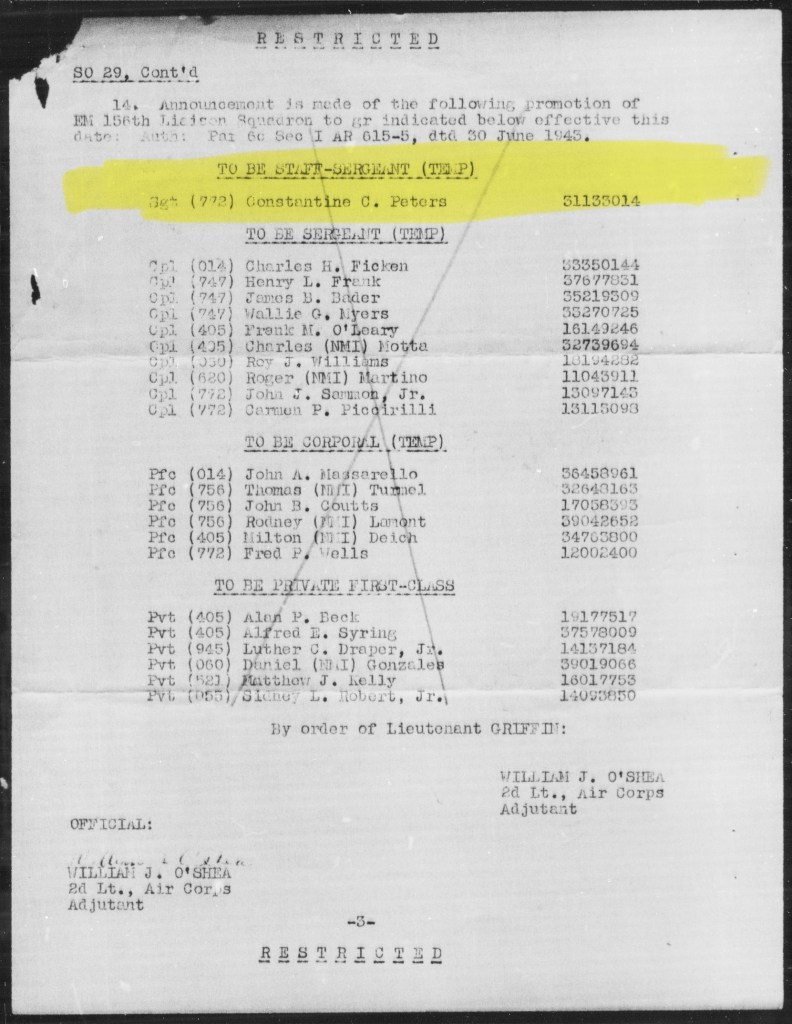 RESTRICTED
SO 29, Cont'd
14. Announcement is made of the following promotion of
EM 156th Liaison Squadron to gr indicated below effective this
date: Auth: Par 6c Sec I AR 615-5, dtd 30 June 1943.
TO BE STAFF-SERGEANT (TEMP)
Sgt (772) Constantine C. Peters 31133014
TO BE SERGEANT (TEMP)
Cpl (014) Charles H. Ficken 33350144
Cpl (747) Henry L. Frank 37677831
Cpl (747) James B. Bader 35219309
Cpl (747) Wallie G. Myers 33270725
Cpl (405) Frank M. O'Leary 16149246
Cpl (405) Charles (NMI) Motta 32739694
Cpl Roy J. Williams 18194282
Cpl (620) Roger (NMI) Martino 11043911
Cpl (772) John J. Sammon, Jr. 13097143
Cpl (772) Carmen P. Piccirilli 13113093
TO BE CORPORAL (TEMP)
Pfc (014) John A. Massarello 36458961
Pfc (756) Thomas (NMI) Tunnel 32648163
Pfc (756) John B. Coutts 17058393
Pfc (756) Rodney (NMI) Lamont 39042652
Pfc (405) Milton (NMI) Deich 34763800
Pfc (772) Fred P. Wells 12002400
TO BE PRIVATE FIRST-CLASS
Pvt (405) Alan P. Beck 19177517
Pvt (405) Alfred E. Syring 37578009
Pvt (945) Luther C. Draper, Jr. 14137184
Pvt (060) Daniel (NMI) Gonzales 39019066
Pvt (521) Matthew J. Kelly 16017753
Pvt (055) Sidney L. Robert, Jr. 14093850
By order of Lieutenant GRIFFIN:
WILLIAM J. O'SHEA
2d Lt., Air Corps
Adjutant
OFFICIAL:
William J. O'Shea
WILLIAM J. O'SHEA
2d Lt., Air Corps
Adjutant
-3-
RESTRICTED